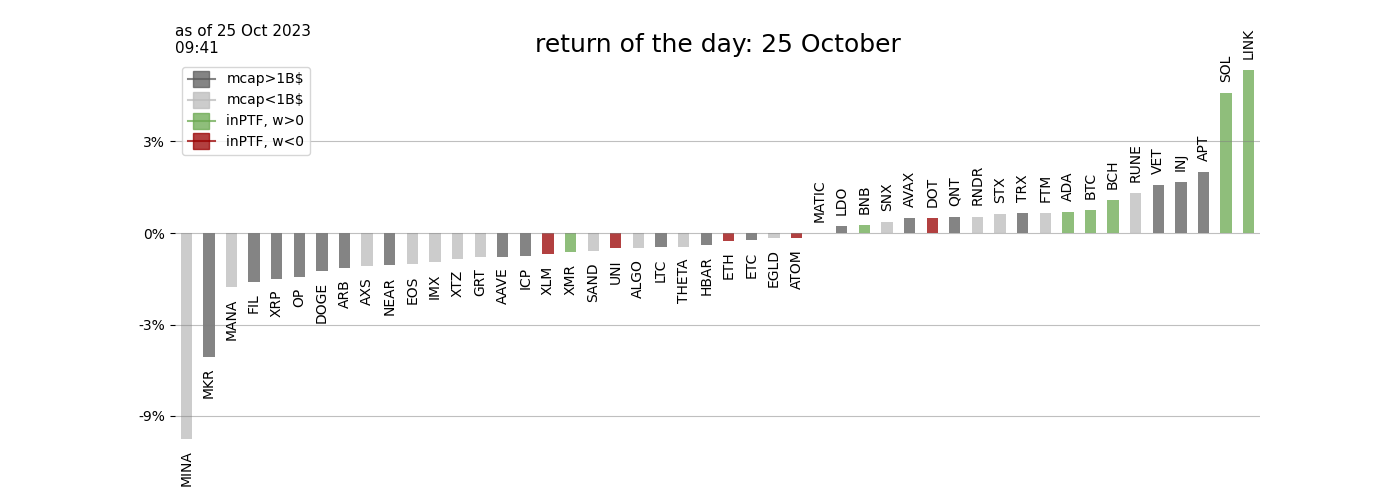 as of 25 Oct 2023
09:41
return of the day: 25 October
mcap>1B$
mcap<1B$
inPTF, w>0
inPTF, w<0
3%
0%
-3%
-9%
MINA
MKR
MANA
FIL
XRP
OP
DOGE
ARB
AXS
NEAR
EOS
IMX
XTZ
GRT
AAVE
ICP
XLM
XMR
SAND
UNI
ALGO
LTC
THETA
HBAR
ETH
ETC
EGLD
ATOM
MATIC
LDO
BNB
SNX
AVAX
DOT
QNT
RNDR
STX
TRX
FTM
ADA
BTC
BCH
RUNE
VET
INJ
APT
SOL
LINK